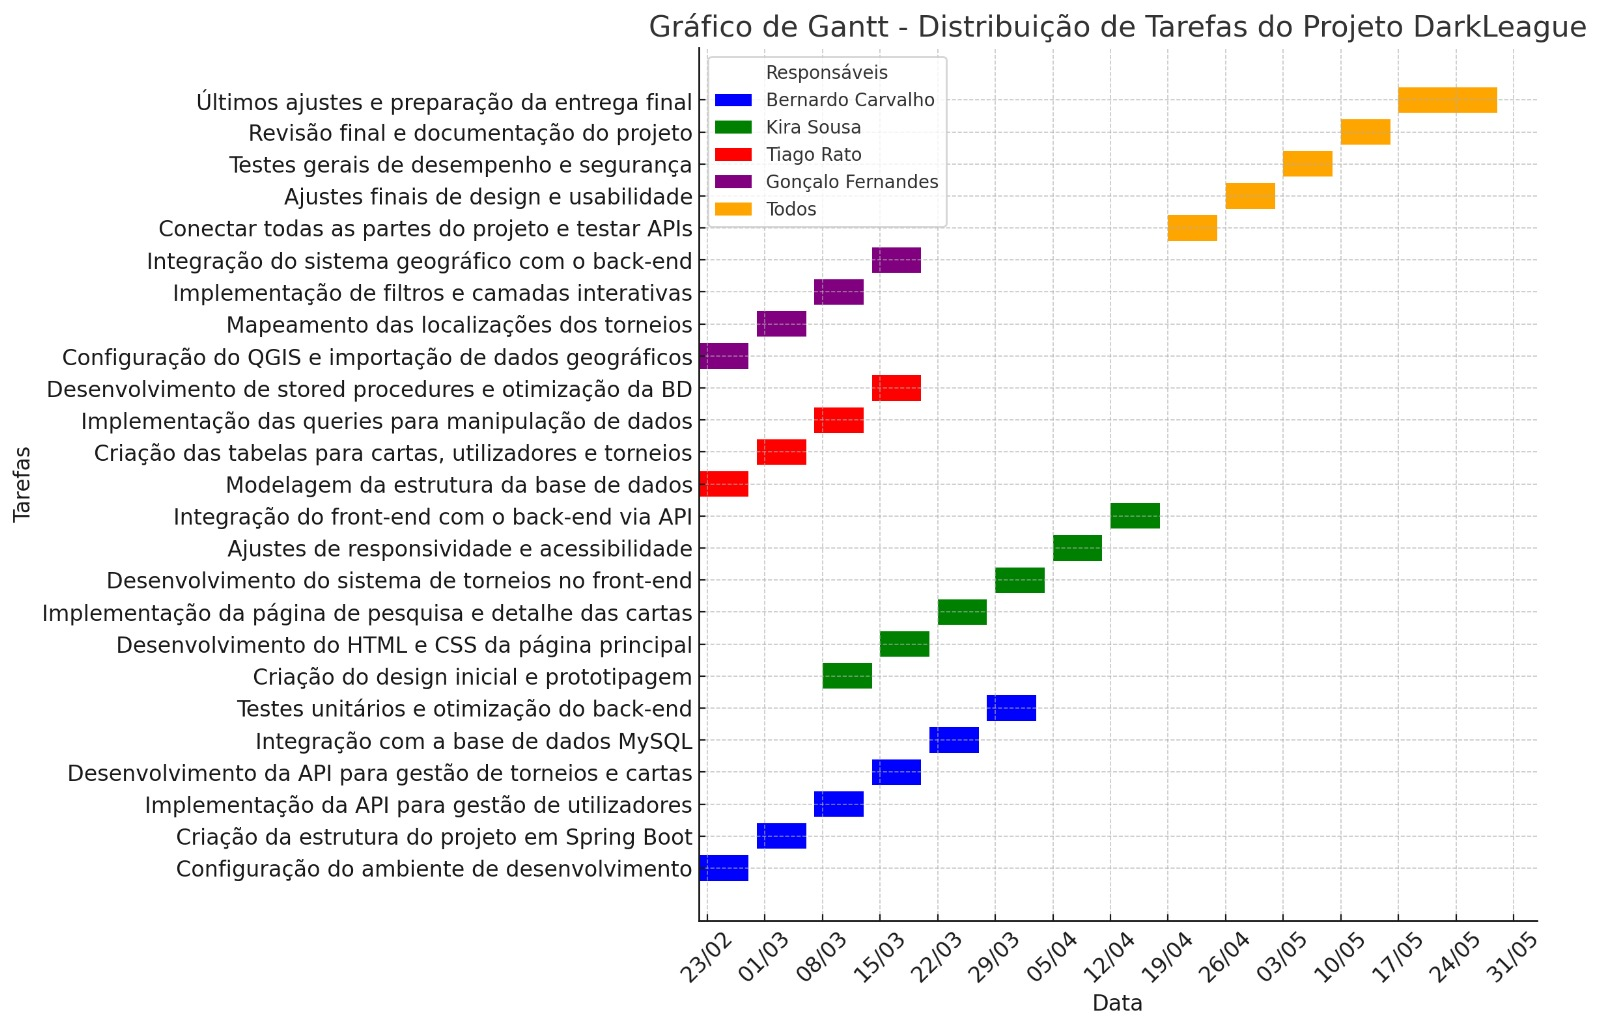 Gráfico de Gantt - Distribuição de Tarefas do Projeto DarkLeague
Responsáveis
Bernardo Carvalho
Kira Sousa
Tiago Rato
Gonçalo Fernandes
Todos
Tarefas
Últimos ajustes e preparação da entrega final
Revisão final e documentação do projeto
Testes gerais de desempenho e segurança
Ajustes finais de design e usabilidade
Conectar todas as partes do projeto e testar APIs
Integração do sistema geográfico com o back-end
Implementação de filtros e camadas interativas
Mapeamento das localizações dos torneios
Configuração do QGIS e importação de dados geográficos
Desenvolvimento de stored procedures e otimização da BD
Implementação das queries para manipulação de dados
Criação das tabelas para cartas, utilizadores e torneios
Modelagem da estrutura da base de dados
Integração do front-end com o back-end via API
Ajustes de responsividade e acessibilidade
Desenvolvimento do sistema de torneios no front-end
Implementação da página de pesquisa e detalhe das cartas
Desenvolvimento do HTML e CSS da página principal
Criação do design inicial e prototipagem
Testes unitários e otimização do back-end
Integração com a base de dados MySQL
Desenvolvimento da API para gestão de torneios e cartas
Implementação da API para gestão de utilizadores
Criação da estrutura do projeto em Spring Boot
Configuração do ambiente de desenvolvimento
23/02 01/03 08/03 15/03 22/03 29/03 05/04 12/04 19/04 26/04 03/05 10/05 17/05 24/05 31/05
Data